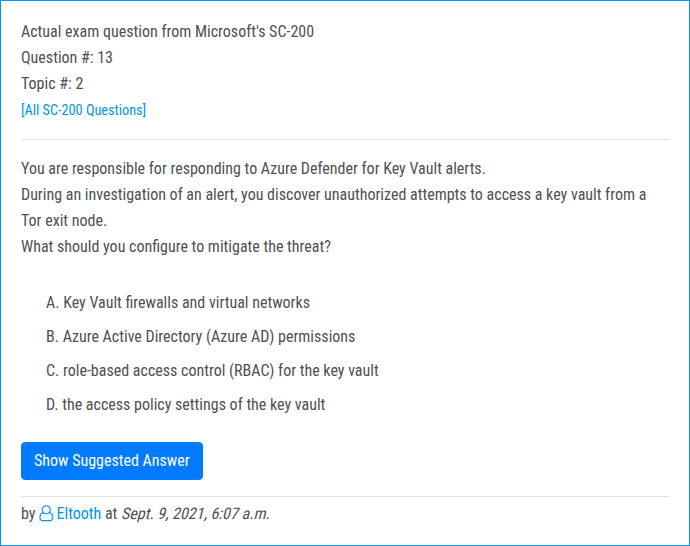 Actual exam question from Microsoft's SC-200
Question #: 13
Topic #: 2
[All SC-200 Questions]
You are responsible for responding to Azure Defender for Key Vault alerts.
During an investigation of an alert, you discover unauthorized attempts to access a key vault from a
Tor exit node.
What should you configure to mitigate the threat?
A. Key Vault firewalls and virtual networks
B. Azure Active Directory (Azure AD) permissions
C. role-based access control (RBAC) for the key vault
D. the access policy settings of the key vault
Show Suggested Answer
by Eltooth at Sept. 9, 2021, 6:07 a.m.